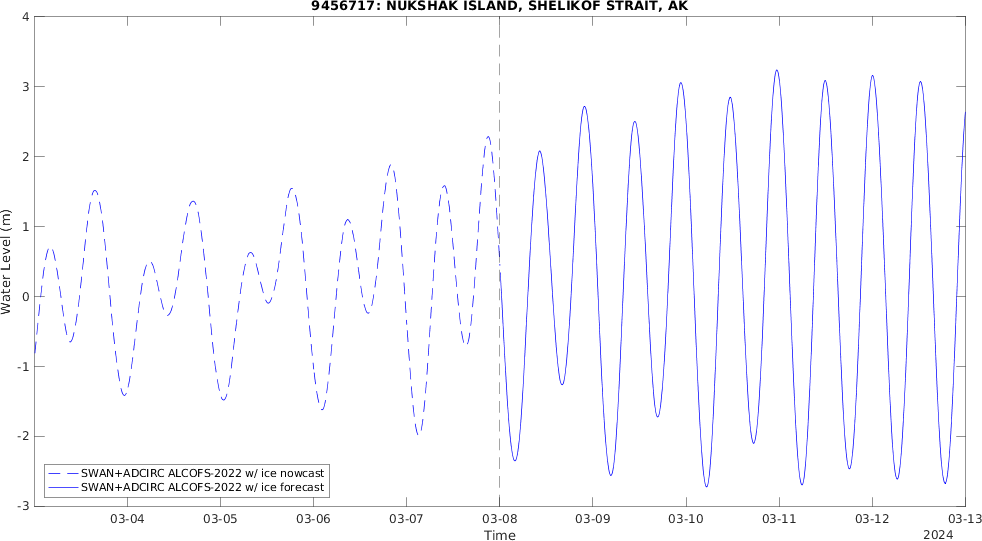 9456717: NUKSHAK ISLAND, SHELIKOF STRAIT, AK
4
3
2
1
0
-1
-2
-3
Water Level (m)
SWAN+ADCIRC ALCOFS-2022 w/ ice nowcast
SWAN+ADCIRC ALCOFS-2022 w/ ice forecast
03-04 03-05 03-06 03-07 03-08 03-09 03-10 03-11 03-12 03-13
Time
2024